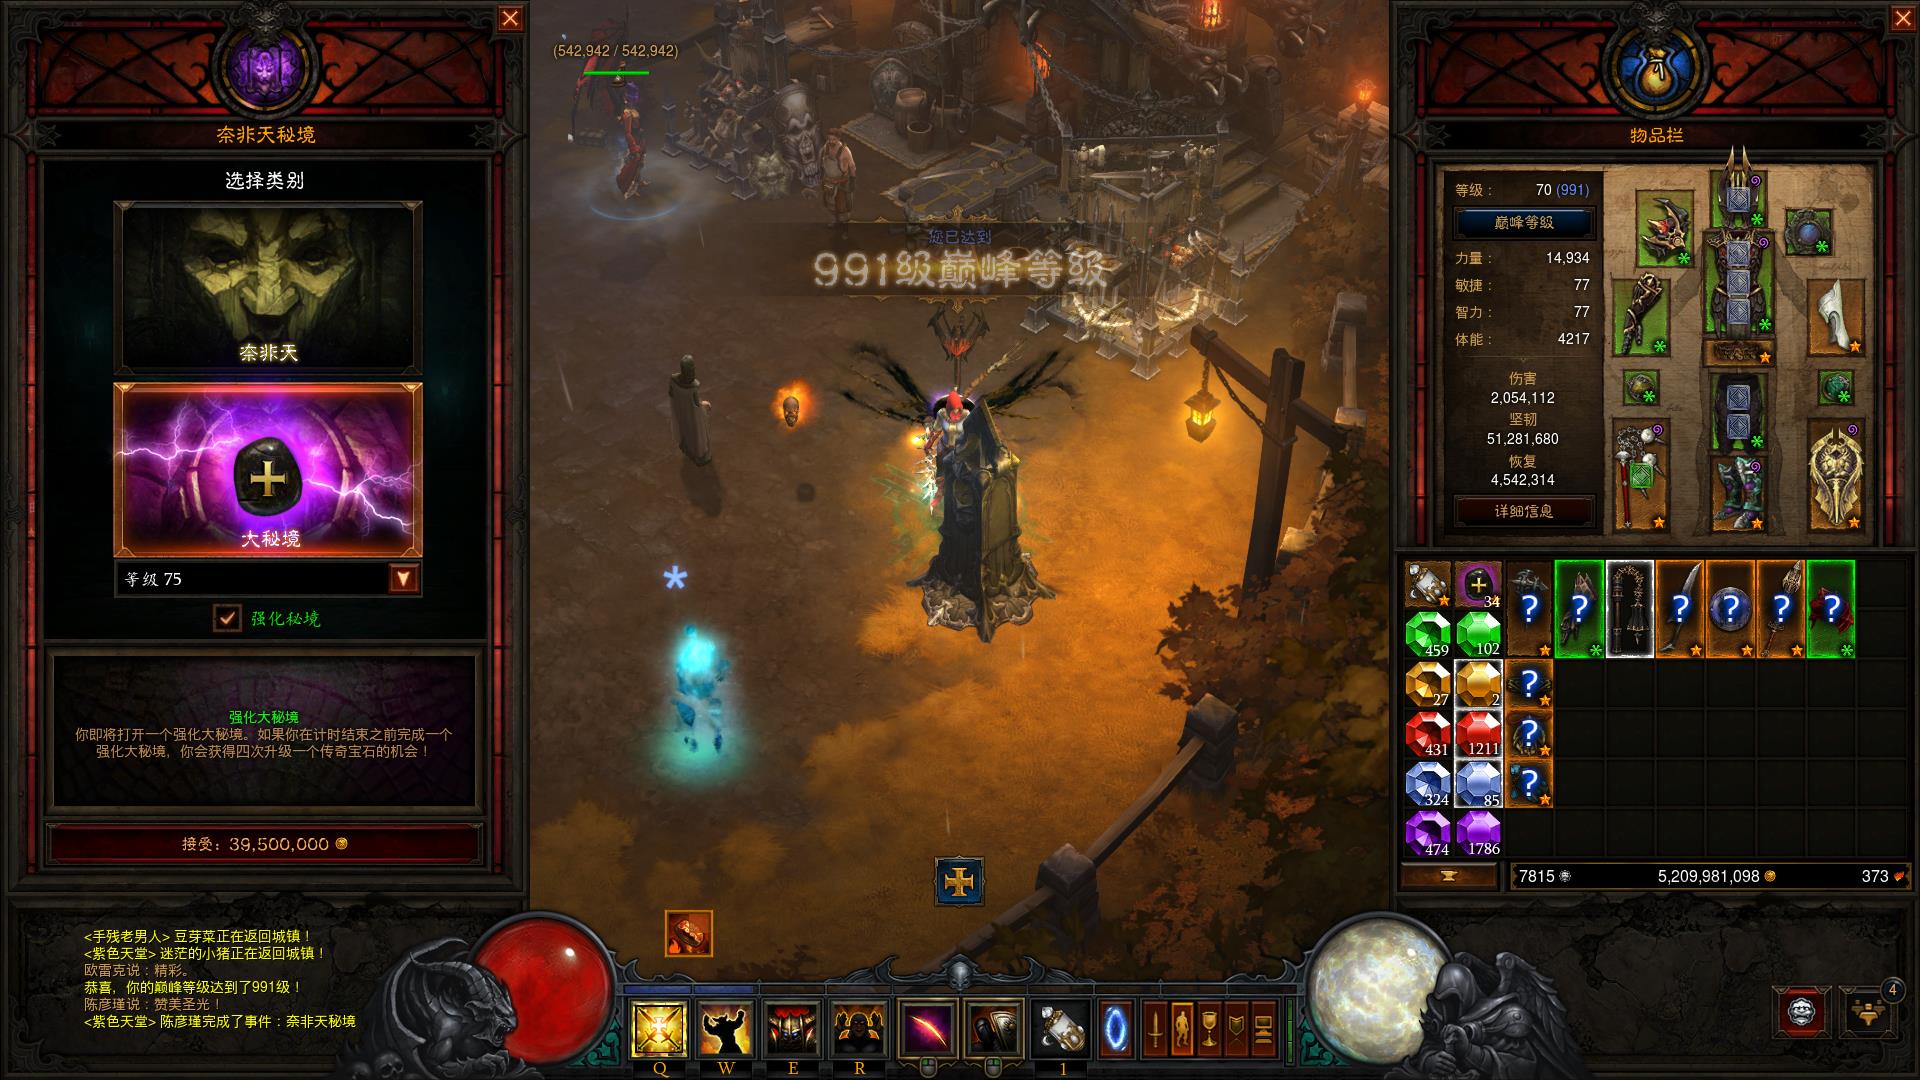 奈非天秘境
选择类别
奈非天
大秘境
等级 75
强化秘境
强化大秘境
你即将打开一个强化大秘境。如果你在计时结束之前完成一个
强化大秘境，你会获得四次升级一个传奇宝石的机会！
接受：39,500,000
<手残老男人> 豆芽菜正在返回城镇！
<紫色天堂> 迷茫的小猪正在返回城镇！
欧雷克说：精彩。
恭喜，你的巅峰等级达到了991级！
陈彦瑾说：赞美圣光！
<紫色天堂> 陈彦瑾完成了事件：奈非天秘境
(542,942 / 542,942)
您已达到
991级巅峰等级
Q
W
E
R
1
物品栏
等级： 70 (991)
巅峰等级
力量： 14,934
敏捷： 77
智力： 77
体能： 4217
伤害
2,054,112
坚韧
51,281,680
恢复
4,542,314
详细信息
34
? ? ? ? ? ?
459 102
27 2 ?
431 1211 ?
324 85 ?
474 1786
7815 5,209,981,098 373
4